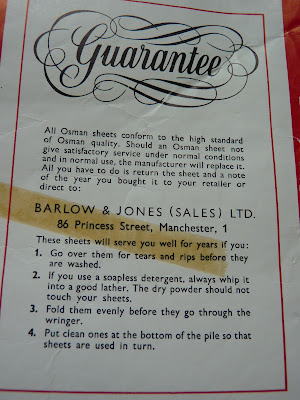 Guarantee
All Osman sheets conform to the high standard
of Osman quality. Should an Osman sheet not
give satisfactory service under normal conditions
and in normal use, the manufacturer will replace it.
All you have to do is return the sheet and a note
of the year you bought it to your retailer or
direct to:
BARLOW & JONES (SALES) LTD.
86 Princess Street, Manchester, 1
These sheets will serve you well for years if you:
1. Go over them for tears and rips before they
are washed.
2. If you use a soapless detergent, always whip it
into a good lather. The dry powder should not
touch your sheets.
3. Fold them evenly before they go through the
wringer.
4. Put clean ones at the bottom of the pile so that
sheets are used in turn.